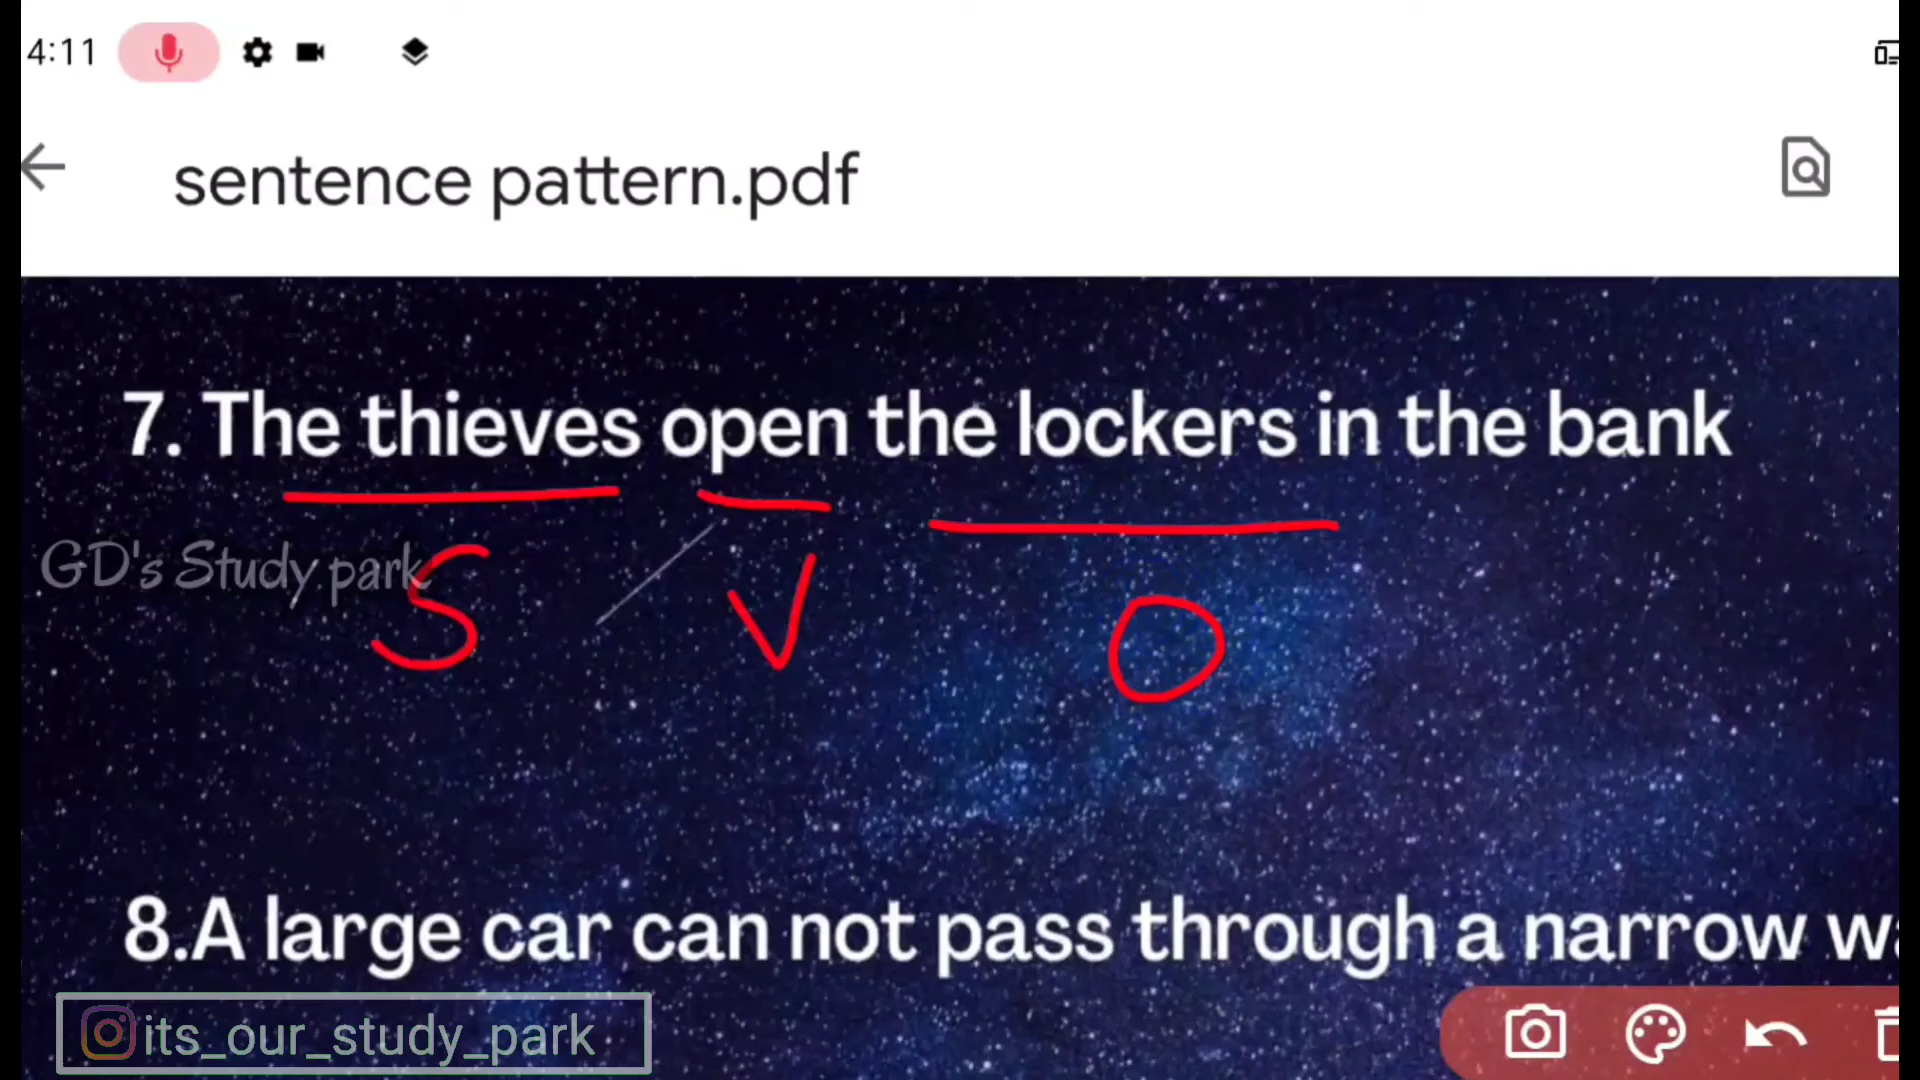 4:11
sentence pattern.pdf
7. The thieves open the lockers in the bank
GD's Study park
S V O
8.A large car can not pass through a narrow
its_our_study_park